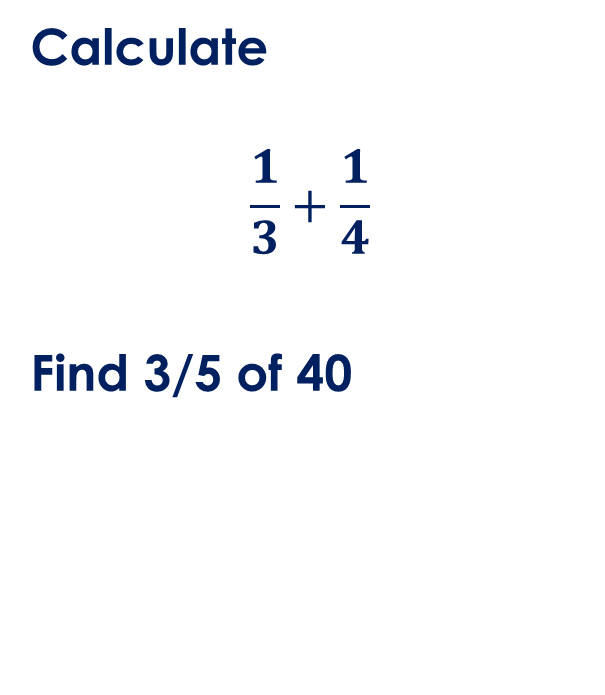 Calculate
1/3 + 1/4
Find 3/5 of 40